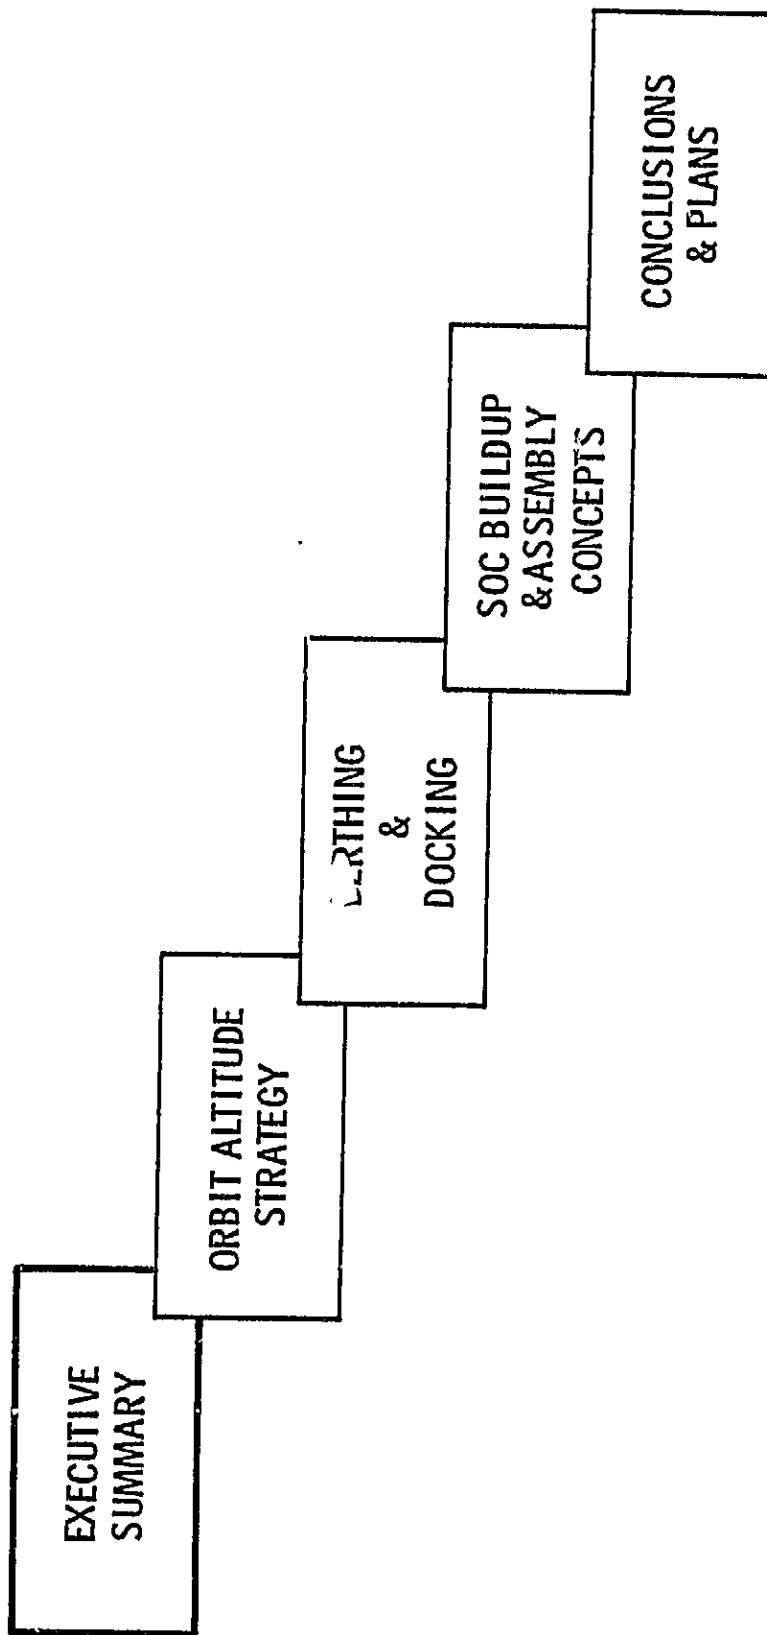 EXECUTIVE
SUMMARY
ORBIT ALTITUDE
STRATEGY
&
DOCKING
SOC BUILDUP
& ASSEMBLY
CONCEPTS
CONCLUSIONS
& PLANS